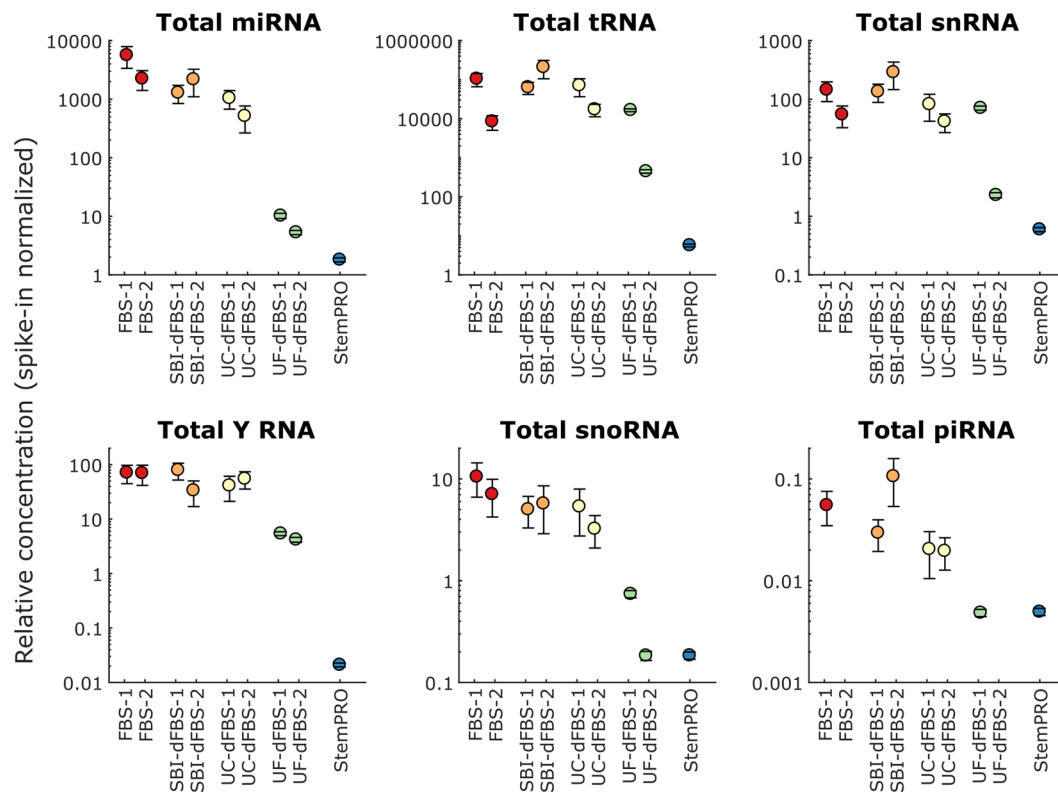 Total miRNA
Total tRNA
Total snRNA
Relative concentration (spike-in normalized)
10000
1000
100
10
1
FBS-1
FBS-2
SBI-dFBS-1
SBI-dFBS-2
UC-dFBS-1
UC-dFBS-2
UF-dFBS-1
UF-dFBS-2
StemPRO
1000000
10000
100
1
FBS-1
FBS-2
SBI-dFBS-1
SBI-dFBS-2
UC-dFBS-1
UC-dFBS-2
UF-dFBS-1
UF-dFBS-2
StemPRO
1000
100
10
1
0.1
FBS-1
FBS-2
SBI-dFBS-1
SBI-dFBS-2
UC-dFBS-1
UC-dFBS-2
UF-dFBS-1
UF-dFBS-2
StemPRO
Total Y RNA
Total snoRNA
Total piRNA
100
10
1
0.1
0.01
FBS-1
FBS-2
SBI-dFBS-1
SBI-dFBS-2
UC-dFBS-1
UC-dFBS-2
UF-dFBS-1
UF-dFBS-2
StemPRO
10
1
0.1
FBS-1
FBS-2
SBI-dFBS-1
SBI-dFBS-2
UC-dFBS-1
UC-dFBS-2
UF-dFBS-1
UF-dFBS-2
StemPRO
0.1
0.01
0.001
FBS-1
FBS-2
SBI-dFBS-1
SBI-dFBS-2
UC-dFBS-1
UC-dFBS-2
UF-dFBS-1
UF-dFBS-2
StemPRO